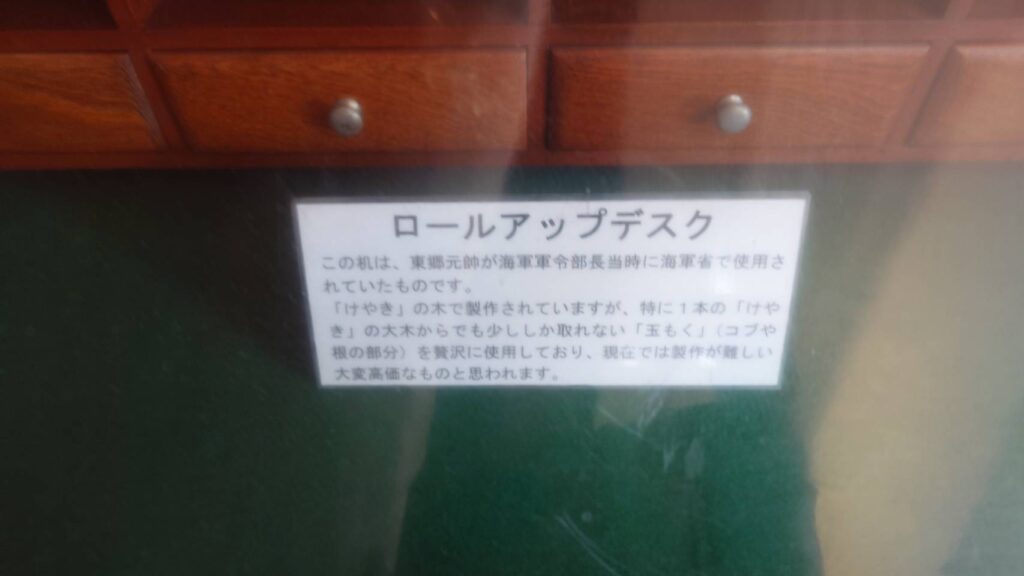 ロールアップデスク
この机は、東郷元帥が海軍軍令部長当時に海軍省で使用さ
れていたものです。
「けやき」の木で製作されていますが、特に１本の「けや
き」の大木からでも少ししか取れない「玉もく」（コブや
根の部分）を贅沢に使用しており、現在では製作が難しい
大変高価なものと思われます。